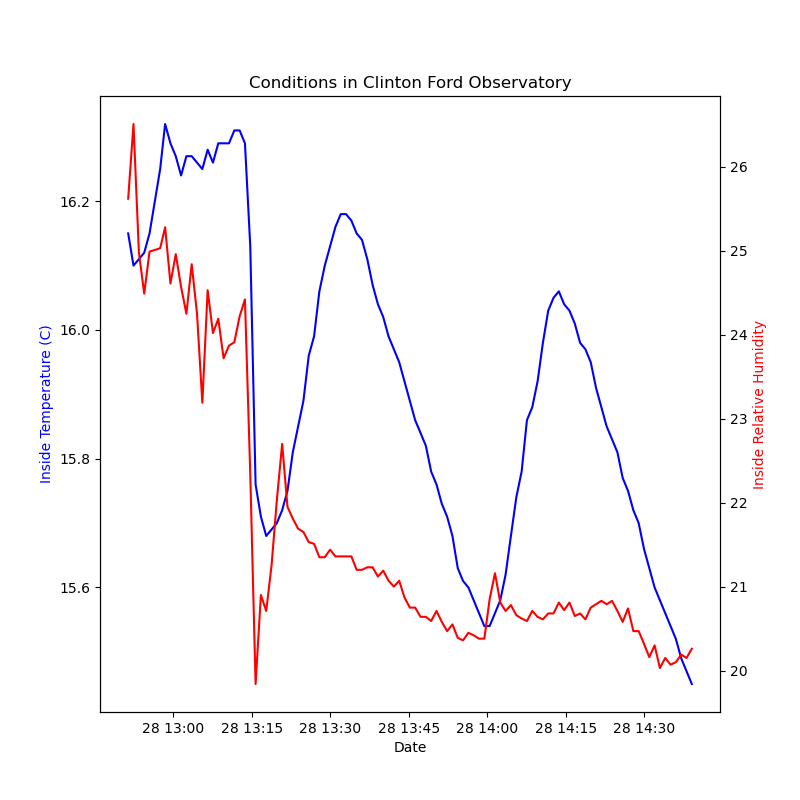 Conditions in Clinton Ford Observatory
Inside Temperature (C)
16.2
16.0
15.8
15.6
26
25
24
23
22
21
20
Inside Relative Humidity
28 13:00 28 13:15 28 13:30 28 13:45 28 14:00 28 14:15 28 14:30
Date